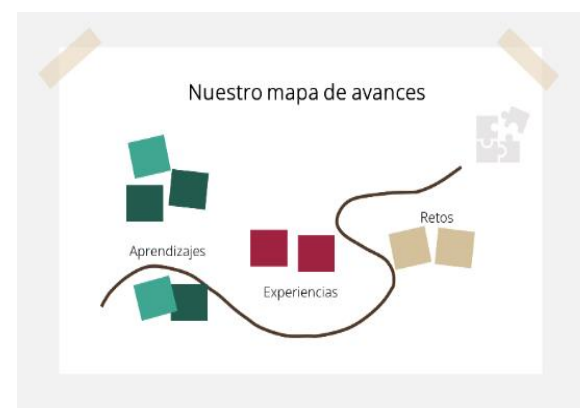 Nuestro mapa de avances
Retos
Aprendizajes
Experiencias